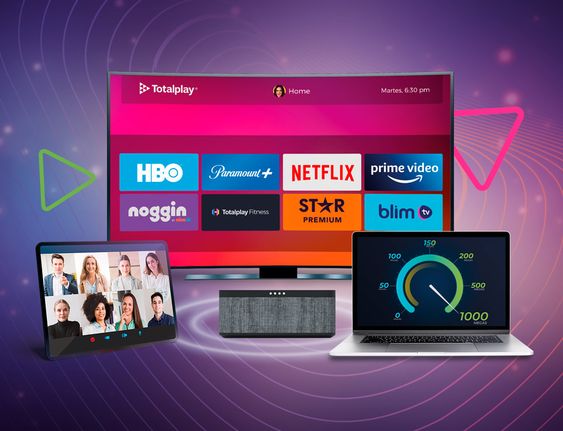 Totalplay®
Home
Martes, 6:30 pm
HBO
Paramount+
NETFLIX
prime video
noggin
Totalplay Fitness
STAR
PREMIUM
blim tv
150
100
200
50
500
0
1000
MEGAS